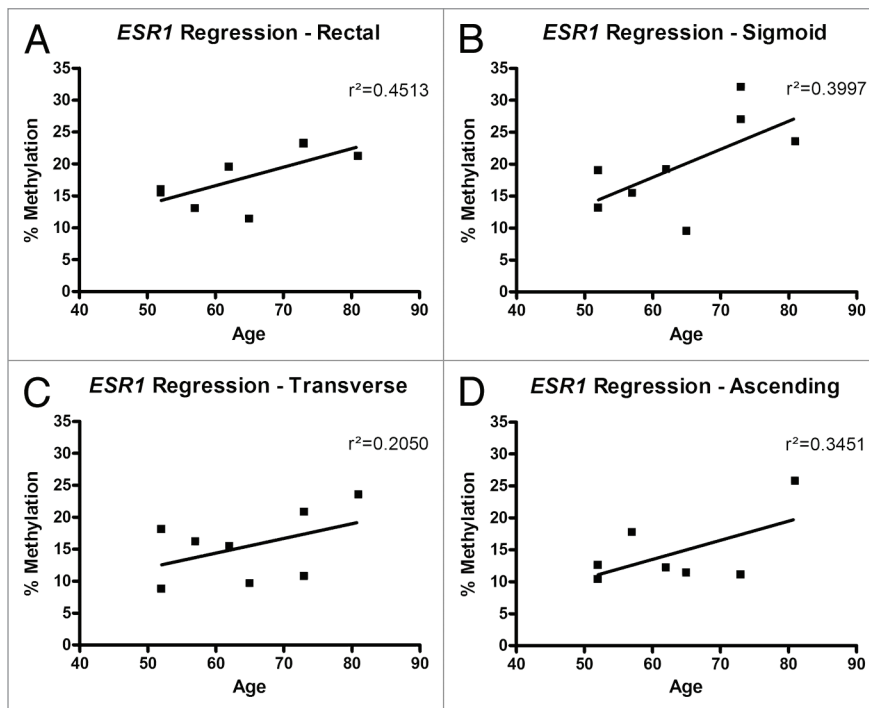 A
ESR1 Regression - Rectal
r²=0.4513
% Methylation
35
30
25
20
15
10
5
0
40 50 60 70 80 90
Age
B
ESR1 Regression - Sigmoid
r²=0.3997
% Methylation
35
30
25
20
15
10
5
0
40 50 60 70 80 90
Age
C
ESR1 Regression - Transverse
r²=0.2050
% Methylation
35
30
25
20
15
10
5
0
40 50 60 70 80 90
Age
D
ESR1 Regression - Ascending
r²=0.3451
% Methylation
35
30
25
20
15
10
5
0
40 50 60 70 80 90
Age